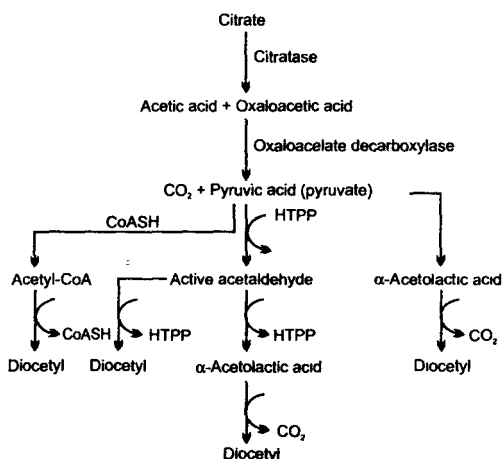 Citrate
Citratase
Acetic acid + Oxaloacetic acid
Oxaloacelate decarboxylase
CO₂ + Pyruvic acid (pyruvate)
CoASH
HTPP
Acetyl-CoA
Active acetaldehyde
α-Acetolactic acid
CoASH
HTPP
HTPP
CO₂
Diocetyl
Diocetyl
α-Acetolactic acid
Diocetyl
CO₂
Diocetyl